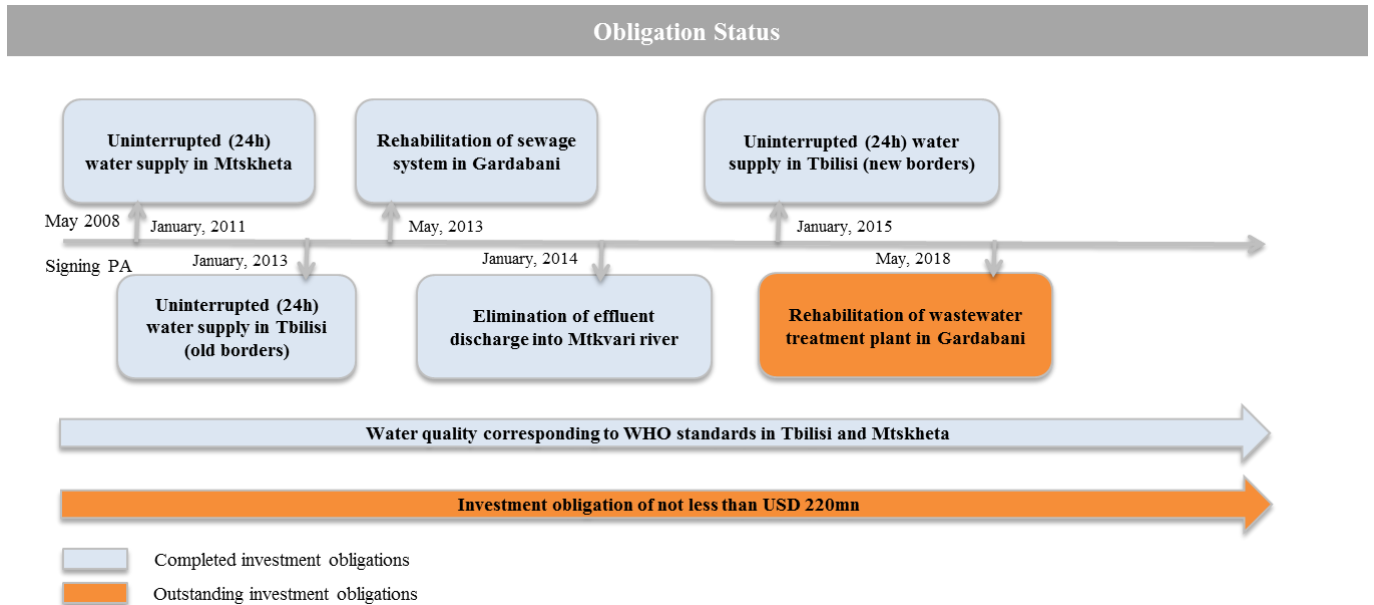 Obligation Status
Uninterrupted (24h)
water supply in Mtskheta
Rehabilitation of sewage
system in Gardabani
Uninterrupted (24h) water
supply in Tbilisi (new borders)
May 2008
January, 2011
May, 2013
January, 2015
Signing PA
January, 2013
January, 2014
May, 2018
Uninterrupted (24h)
water supply in Tbilisi
(old borders)
Elimination of effluent
discharge into Mtkvari river
Rehabilitation of wastewater
treatment plant in Gardabani
Water quality corresponding to WHO standards in Tbilisi and Mtskheta
Investment obligation of not less than USD 220mn
Completed investment obligations
Outstanding investment obligations